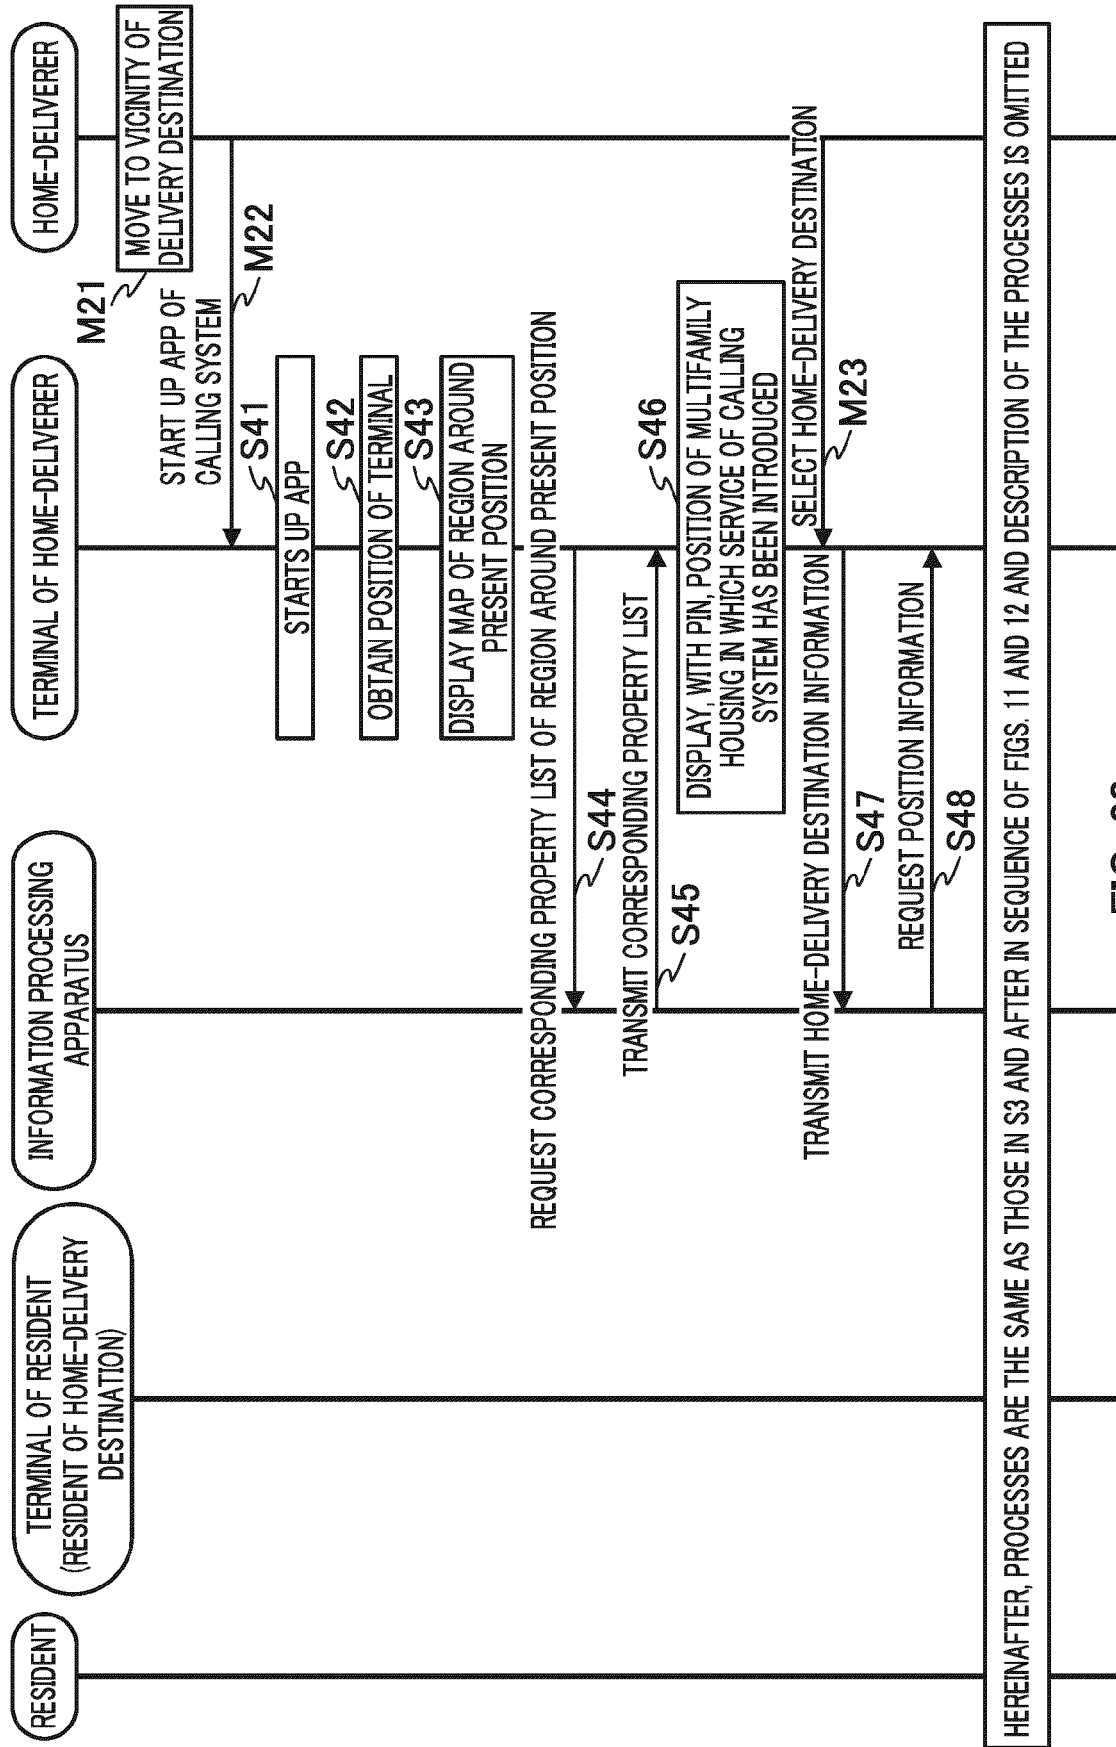 RESIDENT
TERMINAL OF RESIDENT
(RESIDENT OF HOME-DELIVERY
DESTINATION)
INFORMATION PROCESSING
APPARATUS
TERMINAL OF HOME-DELIVERER
HOME-DELIVERER
M21
MOVE TO VICINITY OF
DELIVERY DESTINATION
START UP APP OF
CALLING SYSTEM
M22
S41
STARTS UP APP
S42
OBTAIN POSITION OF TERMINAL
S43
DISPLAY MAP OF REGION AROUND
PRESENT POSITION
REQUEST CORRESPONDING PROPERTY LIST OF REGION AROUND PRESENT POSITION
S44
TRANSMIT CORRESPONDING PROPERTY LIST
S45
S46
DISPLAY, WITH PIN, POSITION OF MULTIFAMILY
HOUSING IN WHICH SERVICE OF CALLING
SYSTEM HAS BEEN INTRODUCED
SELECT HOME-DELIVERY DESTINATION
M23
TRANSMIT HOME-DELIVERY DESTINATION INFORMATION
S47
REQUEST POSITION INFORMATION
S48
HEREINAFTER, PROCESSES ARE THE SAME AS THOSE IN S3 AND AFTER IN SEQUENCE OF FIGS. 11 AND 12 AND DESCRIPTION OF THE PROCESSES IS OMITTED